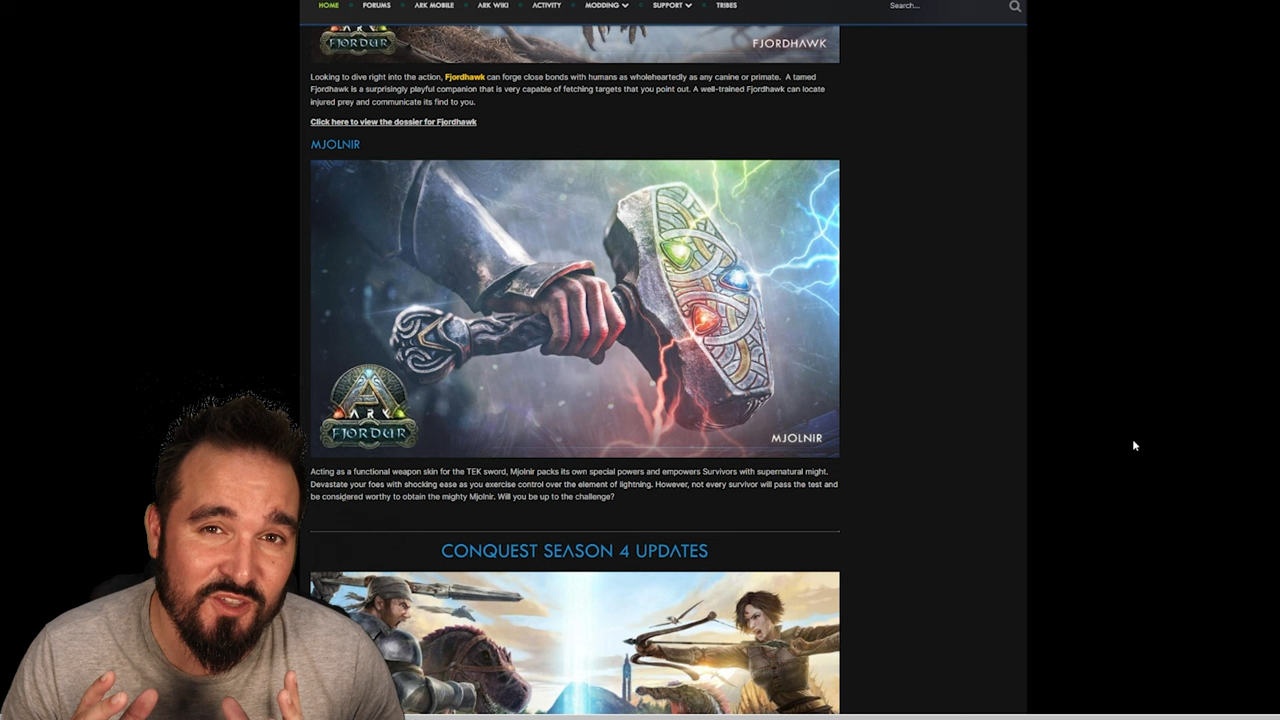 HOME FORUMS ARK MOBILE ARK WIKI ACTIVITY MODDING SUPPORT TRIBES Search...
FJORDUR
FJORDHAWK
Looking to dive right into the action, Fjordhawk can forge close bonds with humans as wholeheartedly as any canine or primate. A tamed
Fjordhawk is a surprisingly playful companion that is very capable of fetching targets that you point out. A well-trained Fjordhawk can locate
injured prey and communicate its find to you.
Click here to view the dossier for Fjordhawk
MJOLNIR
ARK
FJORDUR
MJOLNIR
Acting as a functional weapon skin for the TEK sword, Mjolnir packs its own special powers and empowers Survivors with supernatural might.
Devastate your foes with shocking ease as you exercise control over the element of lightning. However, not every survivor will pass the test and
be considered worthy to obtain the mighty Mjolnir. Will you be up to the challenge?
CONQUEST SEASON 4 UPDATES